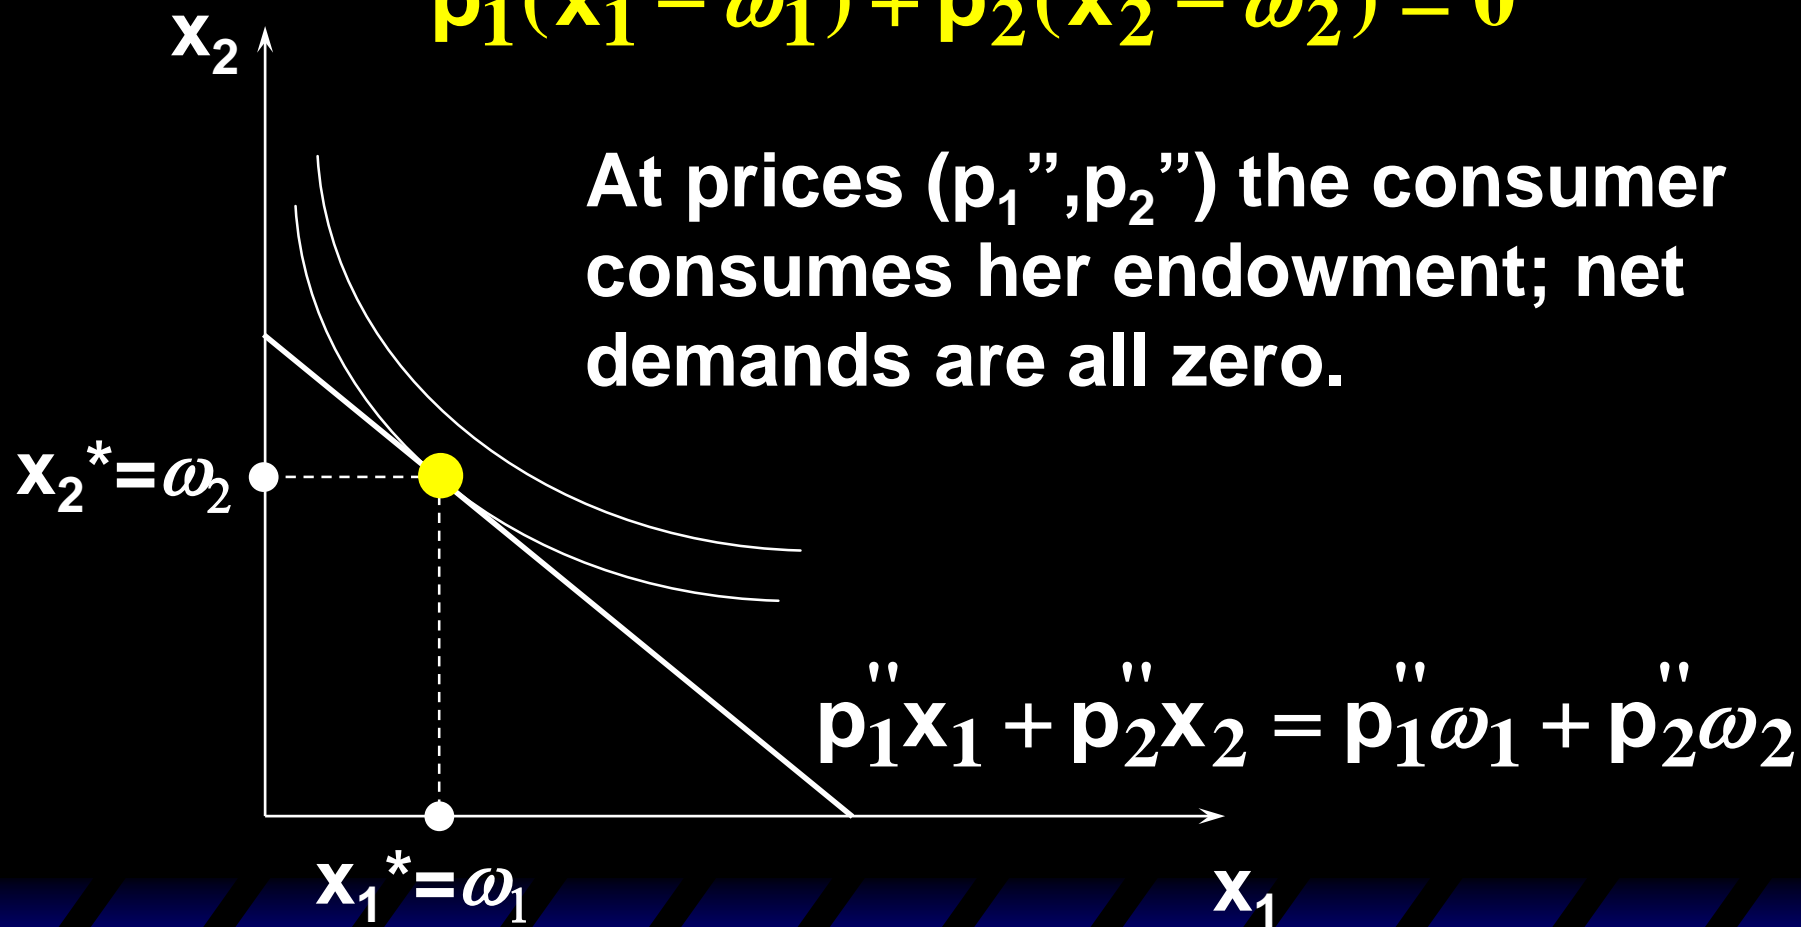 p₁(x₁ − ω₁) + p₂(x₂ − ω₂) = 0
x₂
At prices (p₁”,p₂”) the consumer
consumes her endowment; net
demands are all zero.
x₂*=ω₂
p₁''x₁ + p₂''x₂ = p₁''ω₁ + p₂''ω₂
x₁*=ω₁
x₁